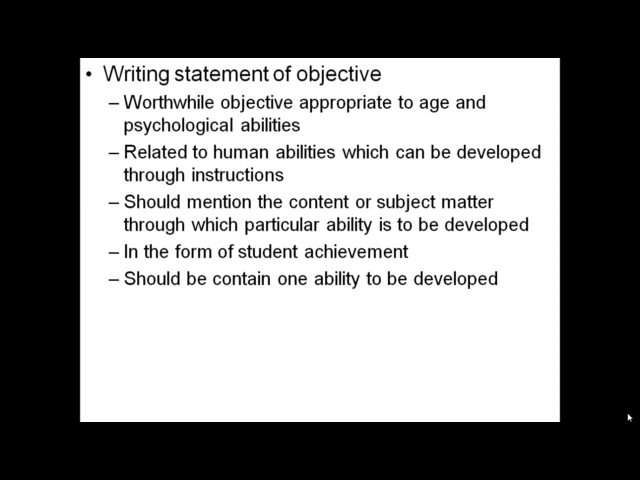 • Writing statement of objective
– Worthwhile objective appropriate to age and
psychological abilities
– Related to human abilities which can be developed
through instructions
– Should mention the content or subject matter
through which particular ability is to be developed
– In the form of student achievement
– Should be contain one ability to be developed